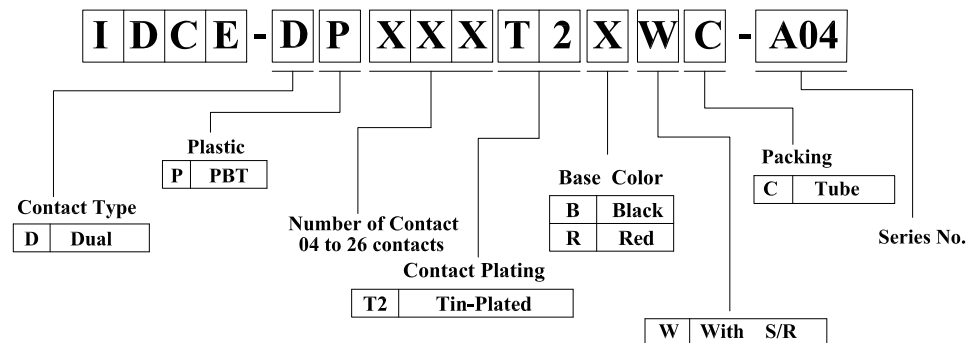 IDCE-DPXXXT2XWC-A04
Plastic
P PBT
Packing
C Tube
Base Color
B Black
R Red
Contact Type
D Dual
Number of Contact
04 to 26 contacts
Series No.
Contact Plating
T2 Tin-Plated
W With S/R